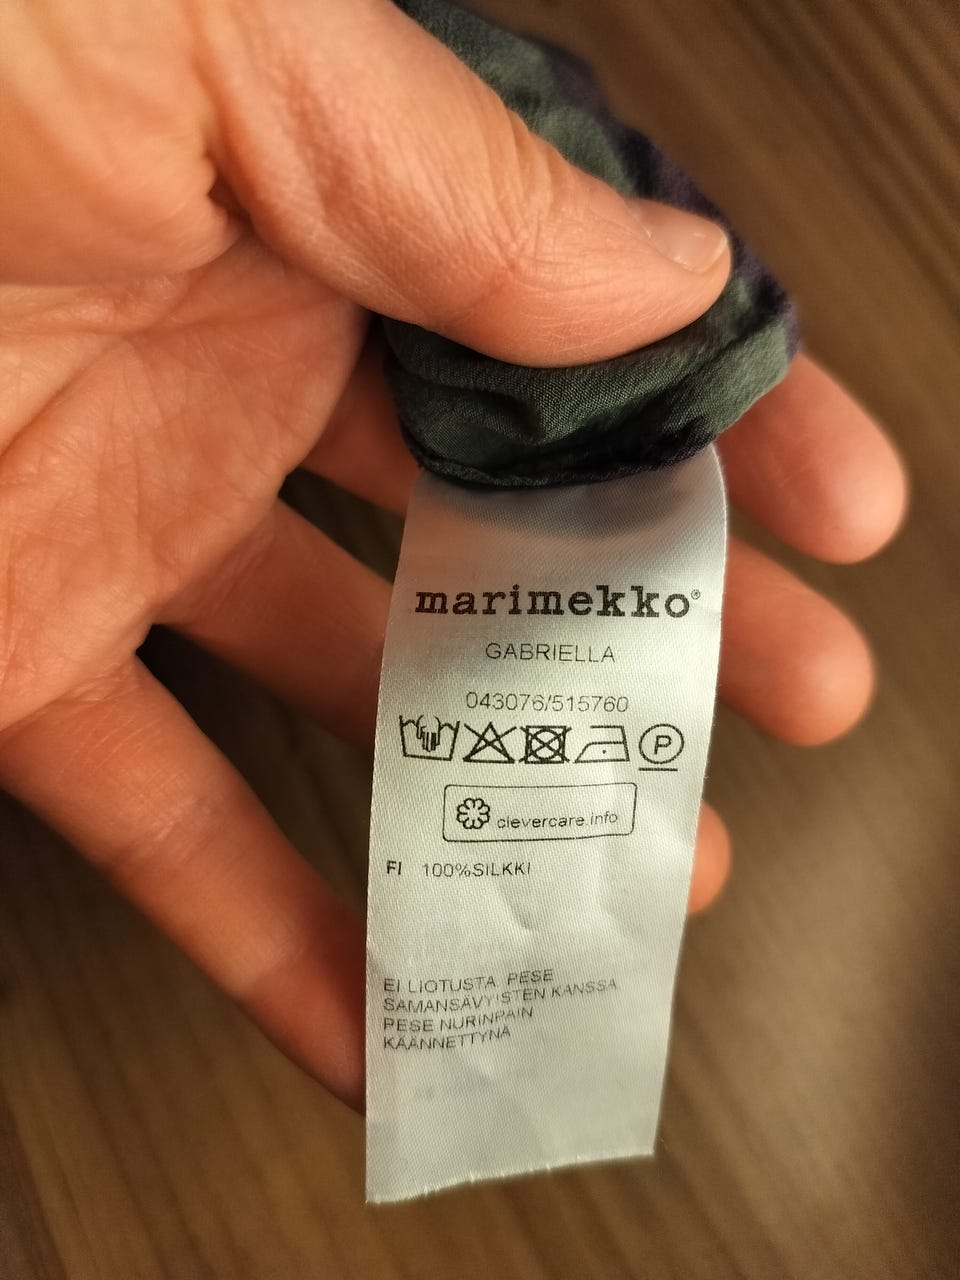 marimekko®
GABRIELLA
043076/515760
P
clevercare.info
FI 100%SILKKI
EI LIOTUSTA PESE
SAMANSÄVYISTEN KANSSA
PESE NURINPÄIN
KÄÄNNETTYNÄ